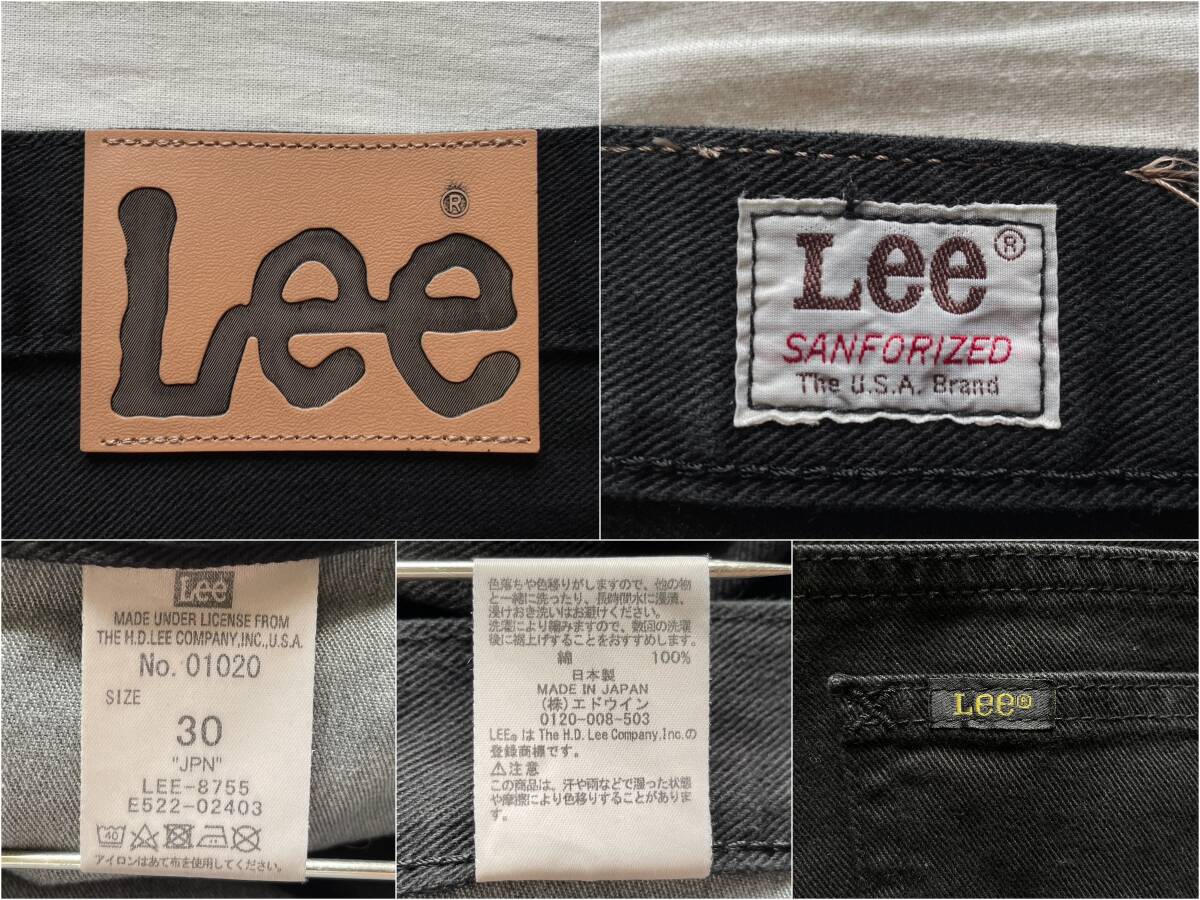 Lee
®
Lee®
SANFORIZED
The U.S.A. Brand
Lee
MADE UNDER LICENSE FROM
THE H.D.LEE COMPANY,INC.,U.S.A.
No. 01020
SIZE
30
"JPN"
LEE-8755
E522-02403
40
アイロンはあて布を使用してください。
色落ちや色移りがしますので、他の物
と一緒に洗ったり、長時間水に浸漬、
浸けおき洗いはお避けください。
洗濯により縮みますので、数回の洗濯
後に裾上げすることをおすすめします。
綿 100%
日本製
MADE IN JAPAN
(株)エドウイン
0120-008-503
LEE® は The H.D. Lee Company,Inc.の
登録商標です。
⚠注意
この商品は、汗や雨などで湿った状態
や摩擦により色移りすることがありま
す。
Lee®